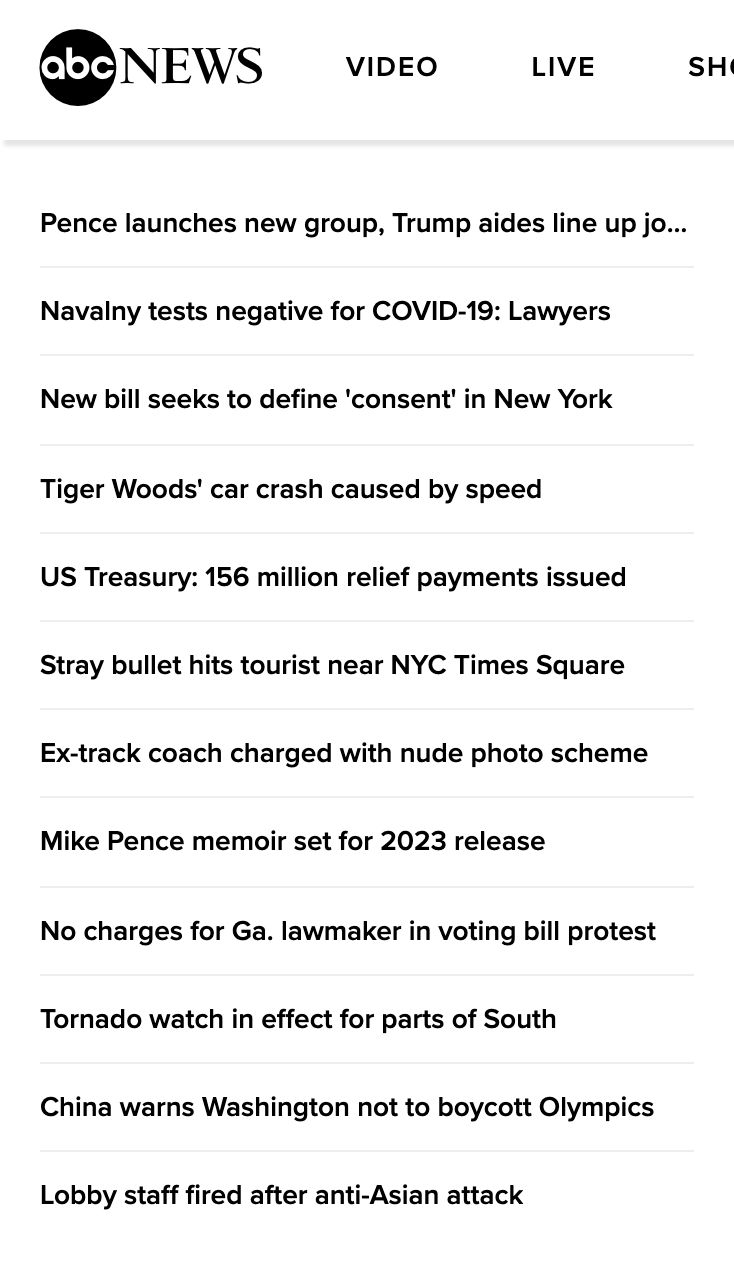 abc NEWS VIDEO LIVE
Pence launches new group, Trump aides line up jo...
Navalny tests negative for COVID-19: Lawyers
New bill seeks to define 'consent' in New York
Tiger Woods' car crash caused by speed
US Treasury: 156 million relief payments issued
Stray bullet hits tourist near NYC Times Square
Ex-track coach charged with nude photo scheme
Mike Pence memoir set for 2023 release
No charges for Ga. lawmaker in voting bill protest
Tornado watch in effect for parts of South
China warns Washington not to boycott Olympics
Lobby staff fired after anti-Asian attack